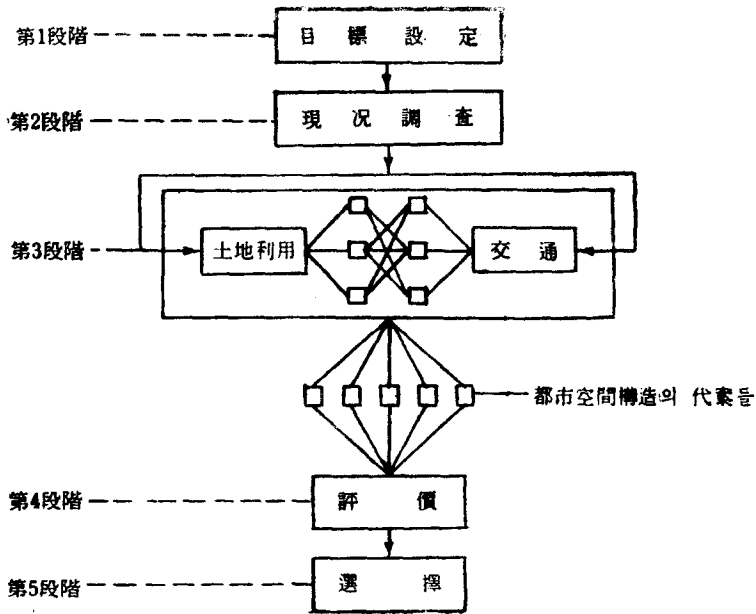 第1段階
目標設定
第2段階
現況調査
第3段階
土地利用
交通
都市空間構造의 代案들
第4段階
評價
第5段階
選擇